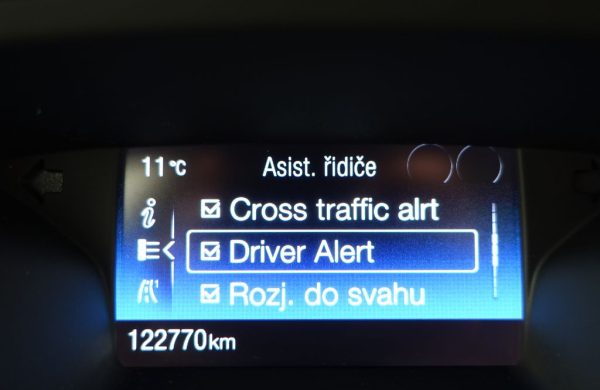 11°C Asist. řidiče
Cross traffic alrt
Driver Alert
Rozj. do svahu
122770km